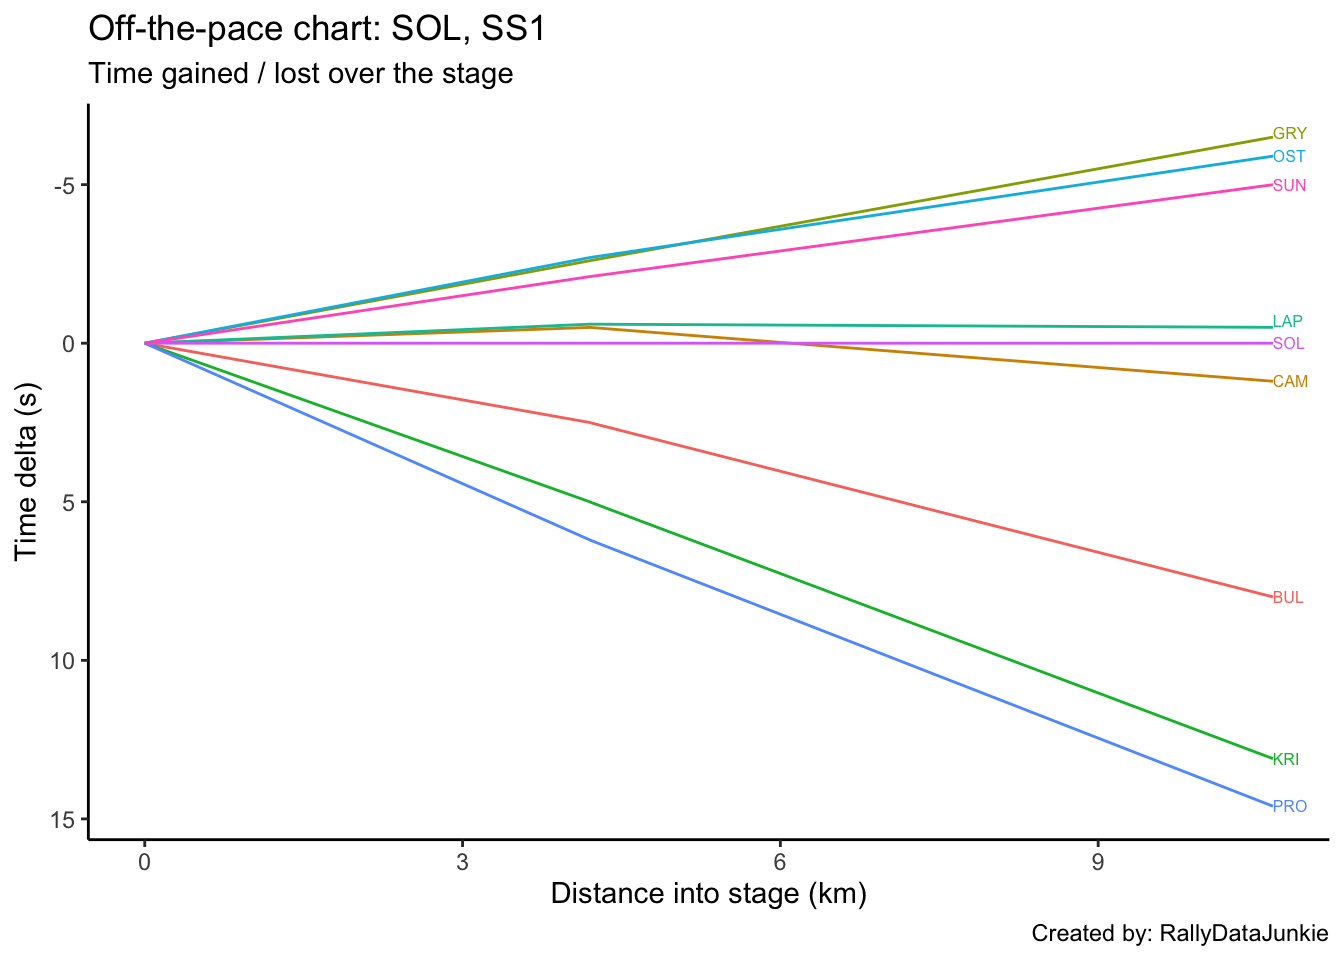 Off-the-pace chart: SOL, SS1
Time gained / lost over the stage
GRY
OST
-5
SUN
LAP
0
SOL
CAM
Time delta (s)
5
BUL
10
KRI
PRO
15
0 3 6 9
Distance into stage (km)
Created by: RallyDataJunkie